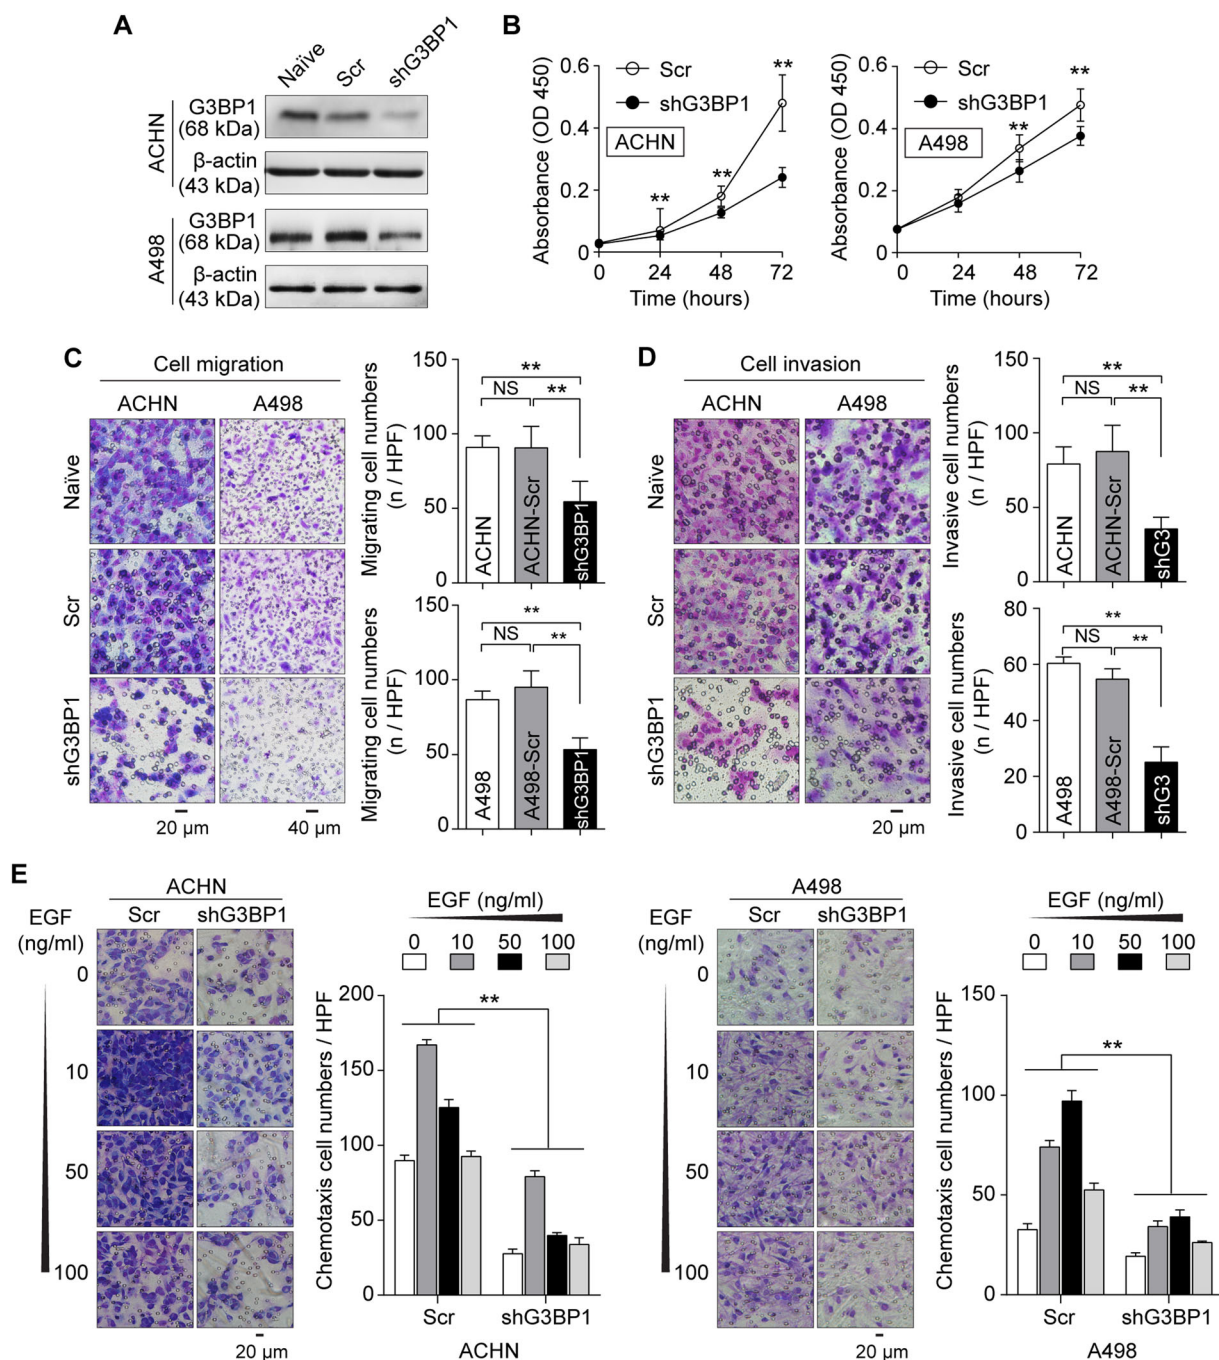 A
Naïve
Scr
shG3BP1
ACHN
G3BP1
(68 kDa)
β-actin
(43 kDa)
A498
G3BP1
(68 kDa)
β-actin
(43 kDa)
B
Absorbance (OD 450)
0.6
0.4
0.2
0
Scr
shG3BP1
ACHN
**
**
**
0 24 48 72
Time (hours)
Absorbance (OD 450)
0.6
0.4
0.2
0
Scr
shG3BP1
A498
**
**
0 24 48 72
Time (hours)
C
Cell migration
ACHN A498
Naïve
Scr
shG3BP1
20 µm 40 µm
Migrating cell numbers
(n / HPF)
150
100
50
0
**
NS **
ACHN
ACHN-Scr
shG3BP1
Migrating cell numbers
(n / HPF)
150
100
50
0
**
NS **
A498
A498-Scr
shG3BP1
D
Cell invasion
ACHN A498
Naïve
Scr
shG3BP1
20 µm
Invasive cell numbers
(n / HPF)
150
100
50
0
**
NS **
ACHN
ACHN-Scr
shG3
Invasive cell numbers
(n / HPF)
80
60
40
20
0
**
NS **
A498
A498-Scr
shG3
E
ACHN
EGF
(ng/ml)
Scr shG3BP1
0
10
50
100
20 µm
EGF (ng/ml)
0 10 50 100
Chemotaxis cell numbers / HPF
200
150
100
50
0
**
Scr shG3BP1
ACHN
A498
EGF
(ng/ml)
Scr shG3BP1
0
10
50
100
20 µm
EGF (ng/ml)
0 10 50 100
Chemotaxis cell numbers / HPF
150
100
50
0
**
Scr shG3BP1
A498